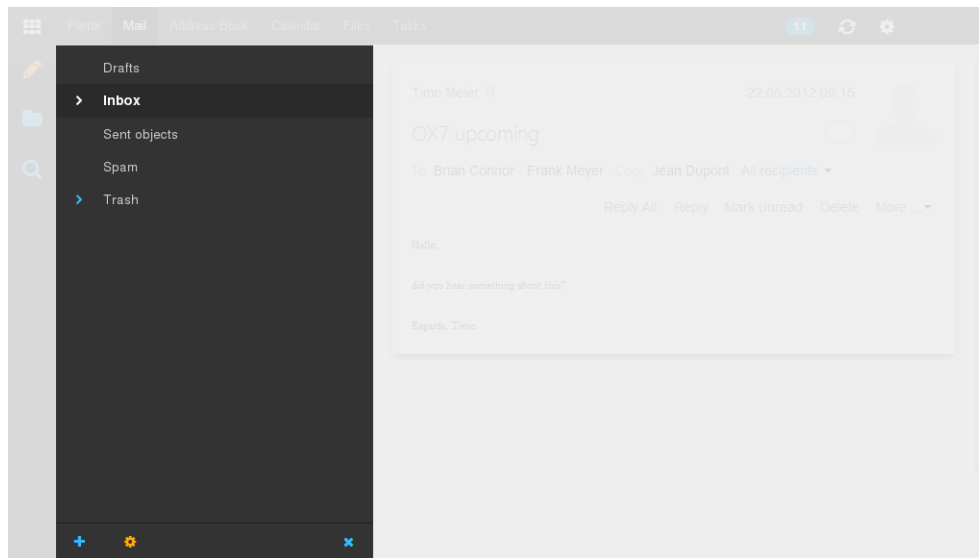 Portal Mail Address Book Calendar Files Tasks 11
Drafts
Inbox
Sent objects
Spam
Trash
Timo Meier 22.05.2012 09:15
OX7 upcoming
To Brian Connor - Frank Meyer Copy Jean Dupont All recipients
Reply All Reply Mark Unread Delete More ...
Hello,
did you hear something about this?
Regards, Timo